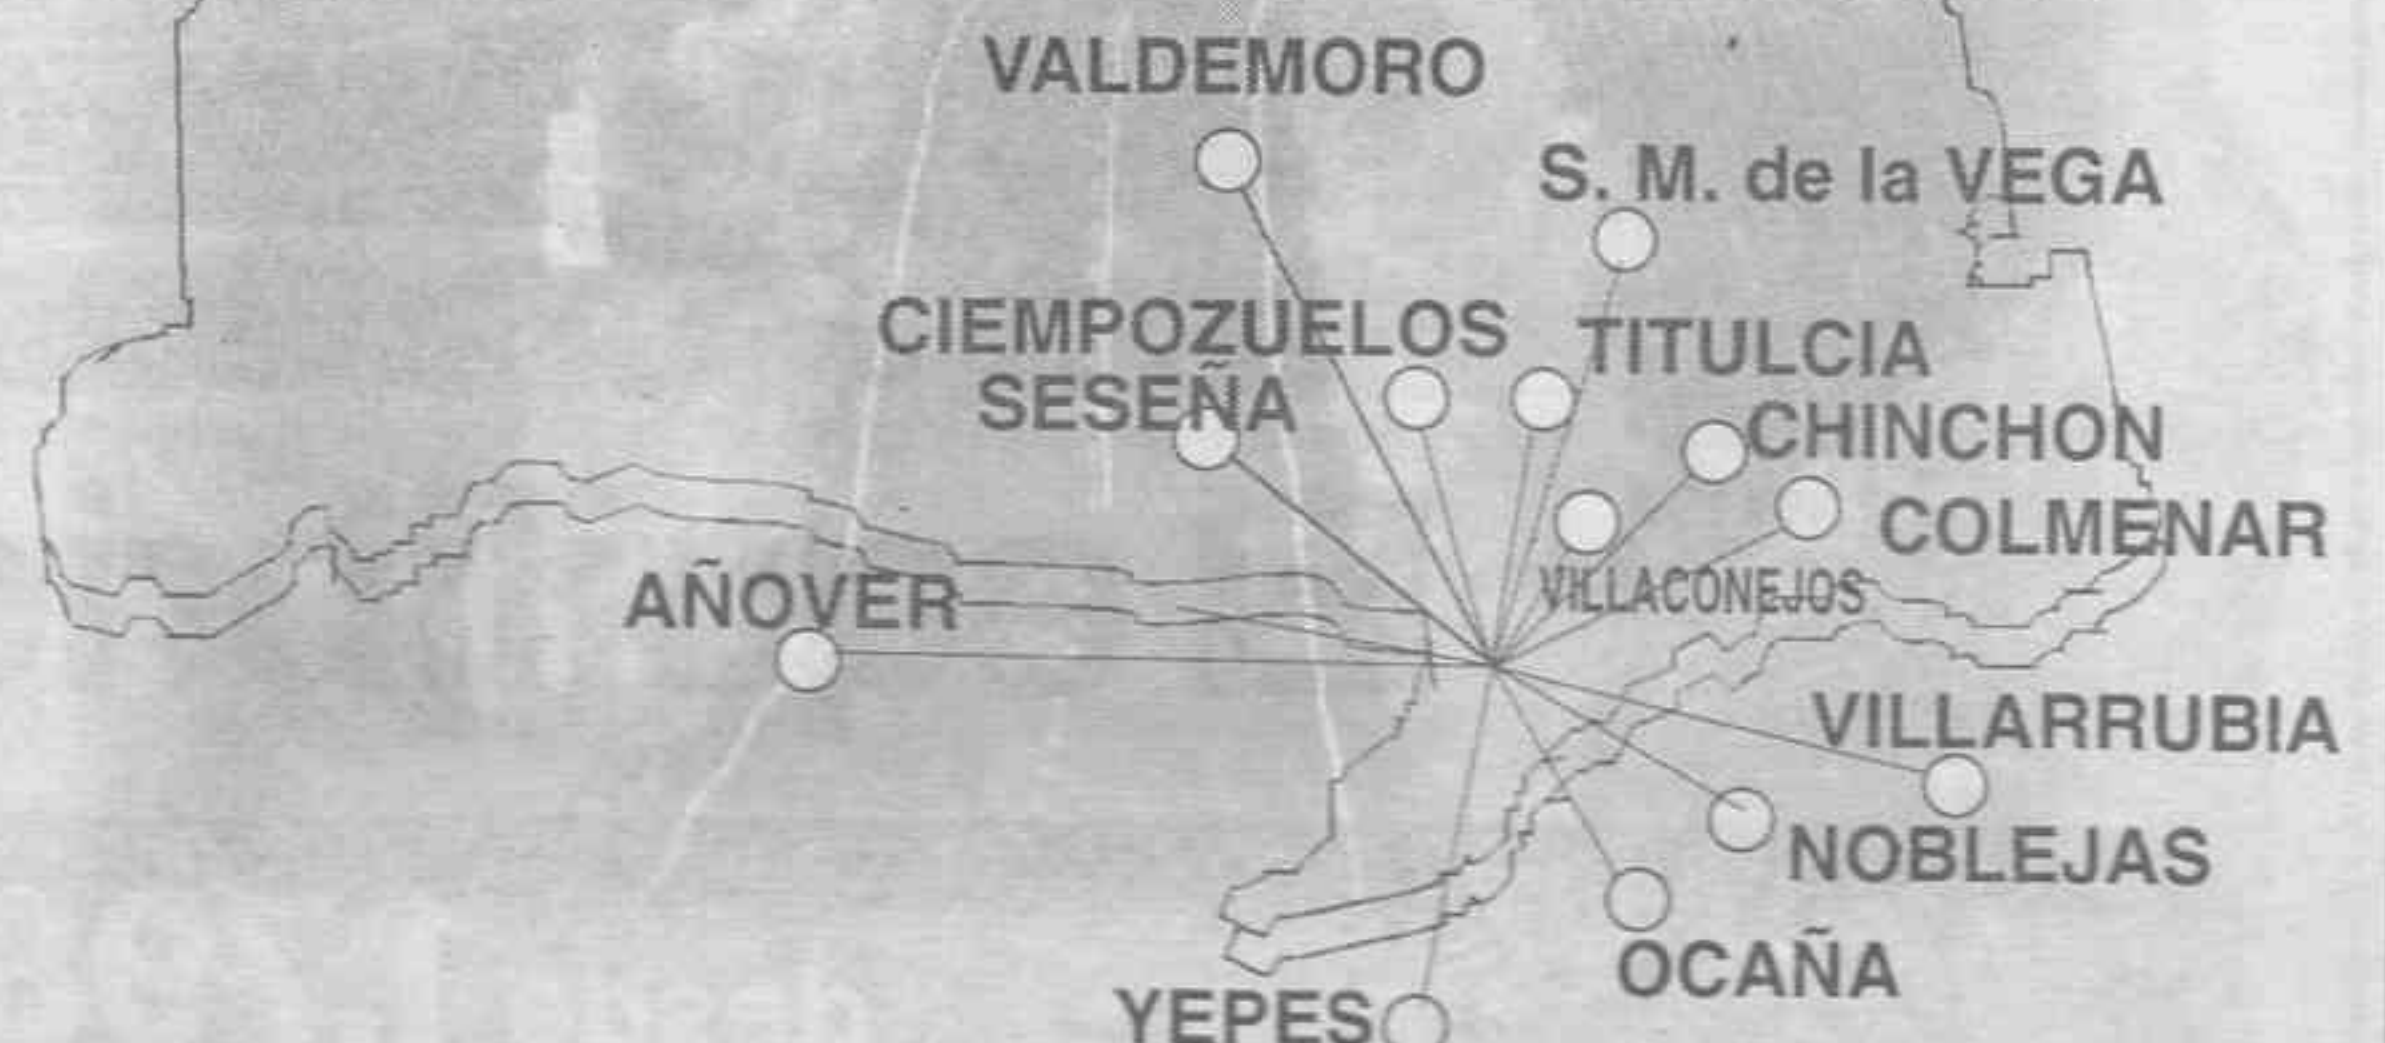 VALDEMORO
S. M. de la VEGA
CIEMPOZUELOS
TITULCIA
SESEÑA
CHINCHON
COLMENAR
AÑOVER
VILLACONEJOS
VILLARRUBIA
NOBLEJAS
OCAÑA
YEPES